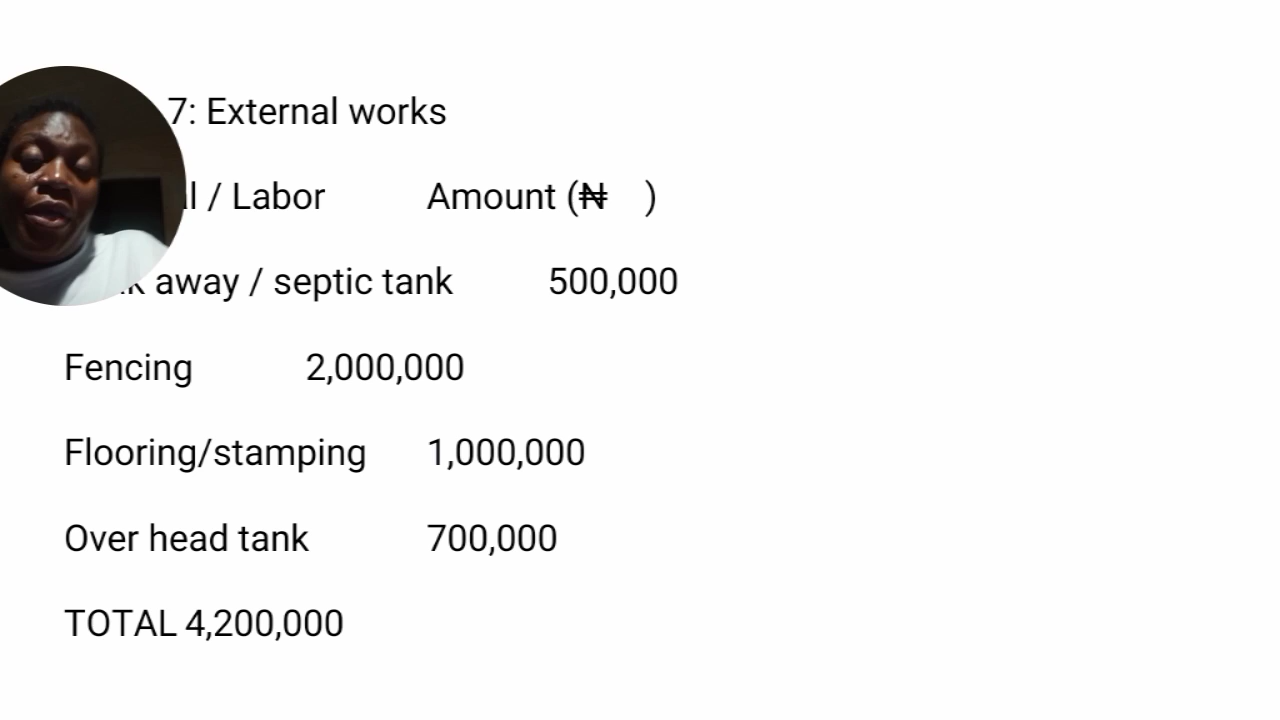 7: External works
/ Labor Amount (₦ )
away / septic tank 500,000
Fencing 2,000,000
Flooring/stamping 1,000,000
Over head tank 700,000
TOTAL 4,200,000